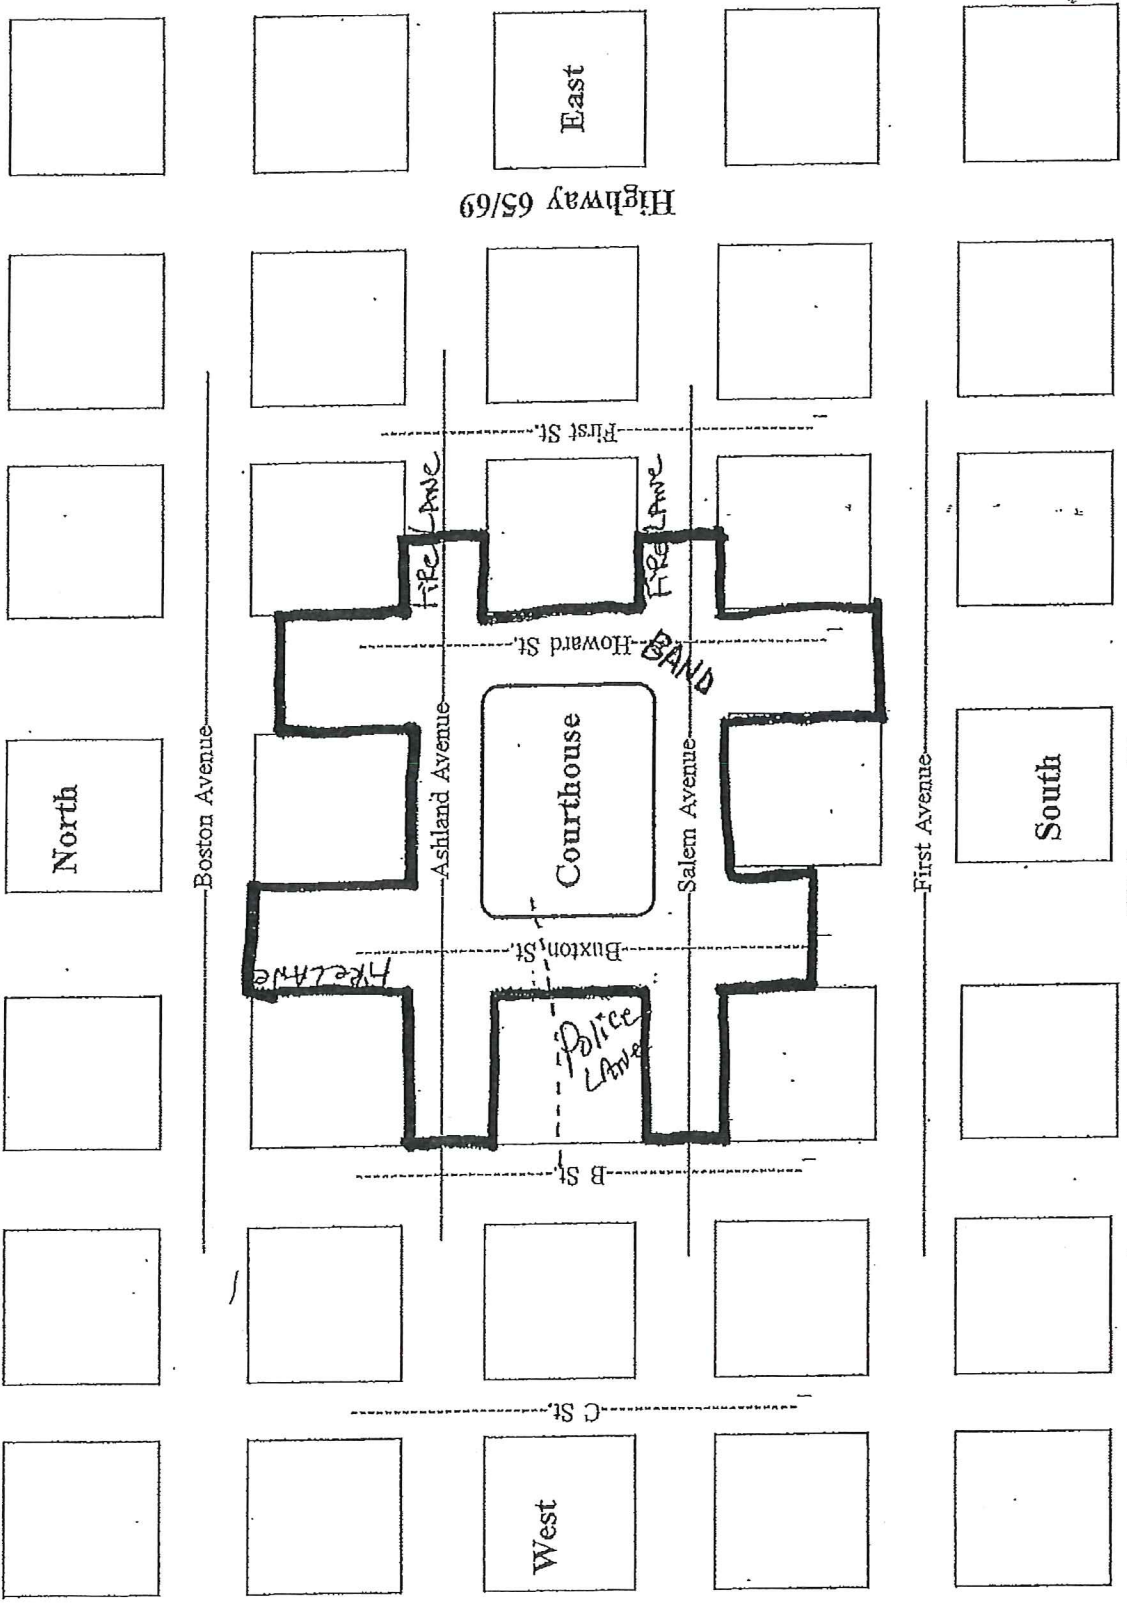 East
Highway 65/69
First St.
FIRE LANE
FIRE LANE
Howard St.
BAND
North
Boston Avenue
Ashland Avenue
Courthouse
Salem Avenue
First Avenue
South
Buxton St.
FIRE LANE
Police
LANE
B St.
C St.
West